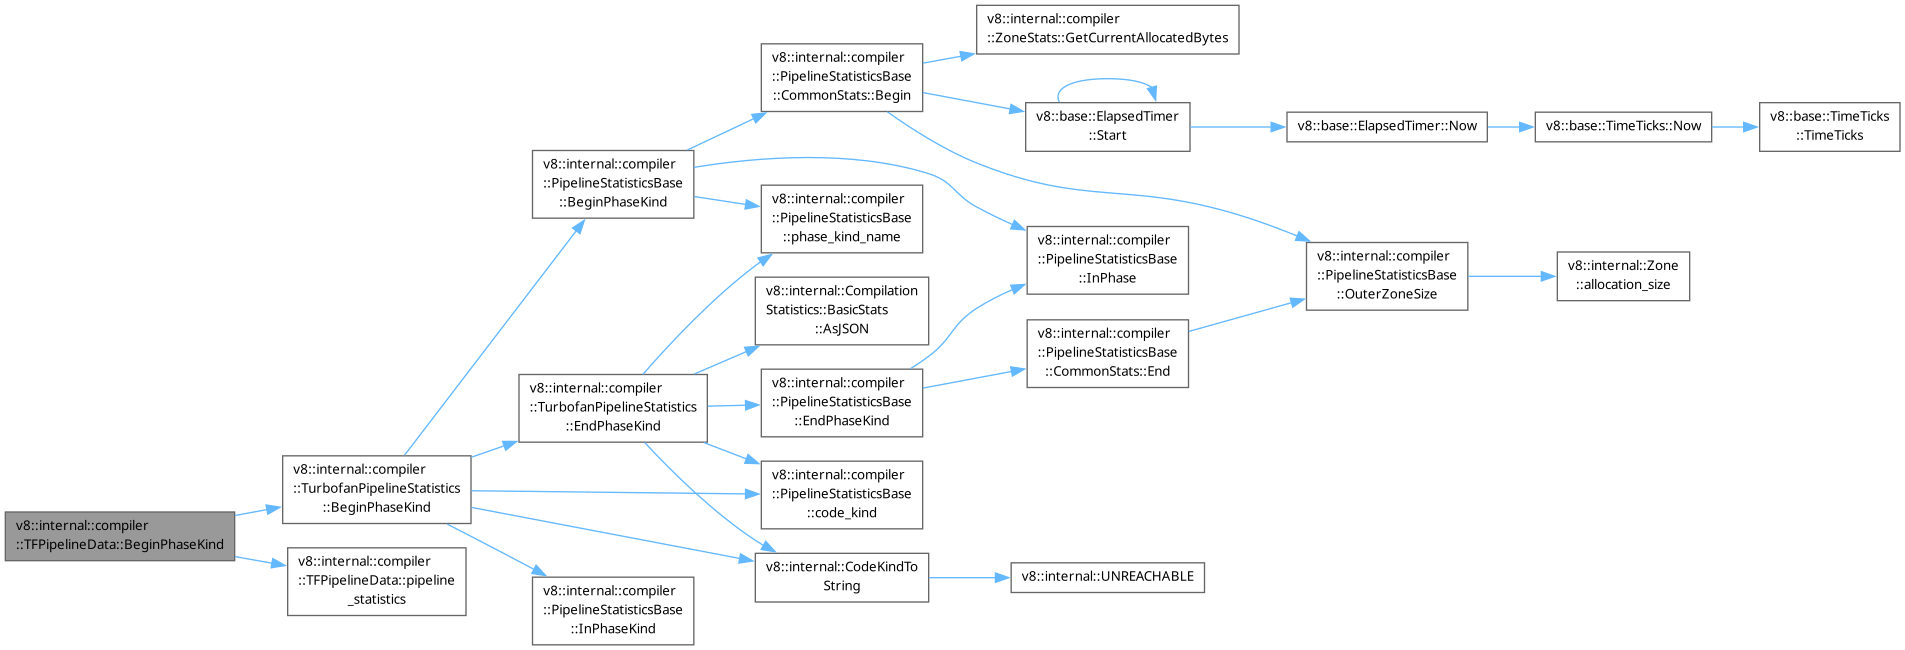 v8::internal::compiler
::TFPipelineData::BeginPhaseKind
v8::internal::compiler
::TurbofanPipelineStatistics
::BeginPhaseKind
v8::internal::compiler
::TFPipelineData::pipeline
_statistics
v8::internal::compiler
::PipelineStatisticsBase
::BeginPhaseKind
v8::internal::compiler
::TurbofanPipelineStatistics
::EndPhaseKind
v8::internal::compiler
::PipelineStatisticsBase
::InPhaseKind
v8::internal::compiler
::PipelineStatisticsBase
::CommonStats::Begin
v8::internal::compiler
::PipelineStatisticsBase
::phase_kind_name
v8::internal::Compilation
Statistics::BasicStats
::AsJSON
v8::internal::compiler
::PipelineStatisticsBase
::EndPhaseKind
v8::internal::compiler
::PipelineStatisticsBase
::code_kind
v8::internal::CodeKindTo
String
v8::internal::compiler
::ZoneStats::GetCurrentAllocatedBytes
v8::base::ElapsedTimer
::Start
v8::internal::compiler
::PipelineStatisticsBase
::InPhase
v8::internal::compiler
::PipelineStatisticsBase
::CommonStats::End
v8::internal::UNREACHABLE
v8::base::ElapsedTimer::Now
v8::internal::compiler
::PipelineStatisticsBase
::OuterZoneSize
v8::base::TimeTicks::Now
v8::internal::Zone
::allocation_size
v8::base::TimeTicks
::TimeTicks